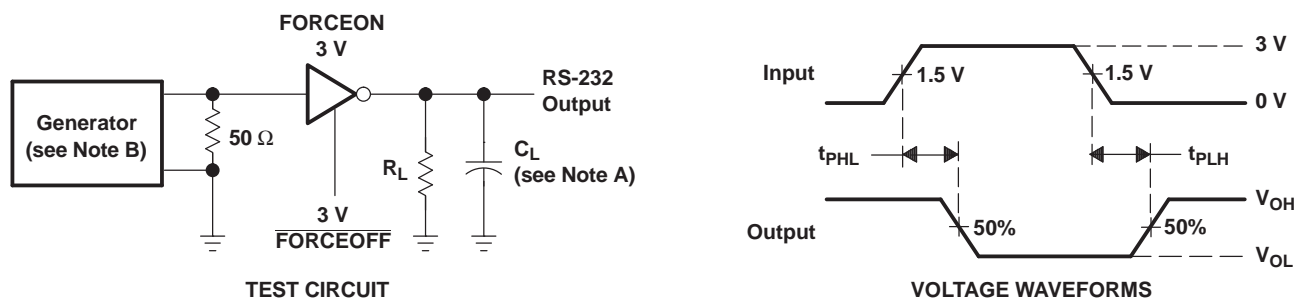 FORCEON
3 V
Generator
(see Note B)
50 Ω
RS-232
Output
R_L
C_L
(see Note A)
3 V
FORCEOFF
TEST CIRCUIT
Input
1.5 V
1.5 V
3 V
0 V
t_PHL
t_PLH
Output
50%
50%
V_OH
V_OL
VOLTAGE WAVEFORMS